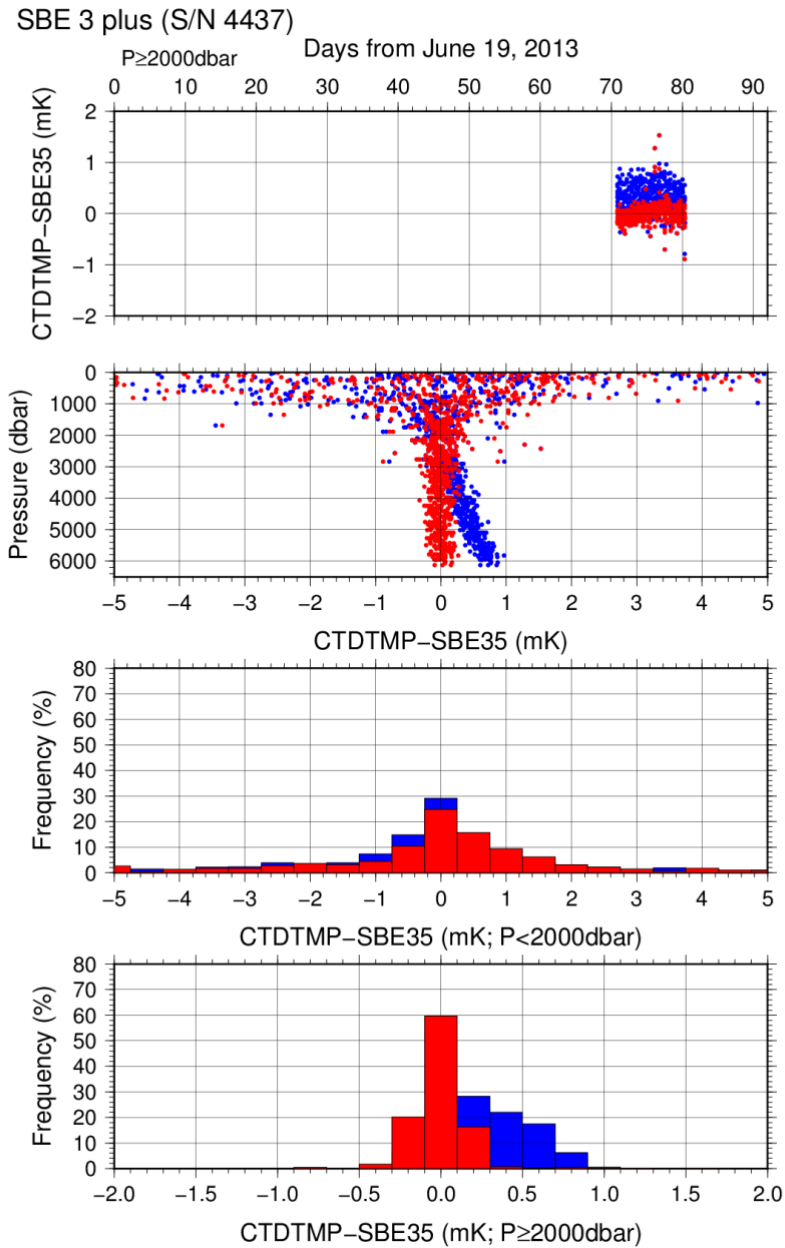 SBE 3 plus (S/N 4437)
P≥2000dbar
Days from June 19, 2013
0 10 20 30 40 50 60 70 80 90
CTDTMP−SBE35 (mK)
2
1
0
−1
−2
Pressure (dbar)
0
1000
2000
3000
4000
5000
6000
−5 −4 −3 −2 −1 0 1 2 3 4 5
CTDTMP−SBE35 (mK)
Frequency (%)
80
70
60
50
40
30
20
10
0
−5 −4 −3 −2 −1 0 1 2 3 4 5
CTDTMP−SBE35 (mK; P<2000dbar)
Frequency (%)
80
70
60
50
40
30
20
10
0
−2.0 −1.5 −1.0 −0.5 0.0 0.5 1.0 1.5 2.0
CTDTMP−SBE35 (mK; P≥2000dbar)